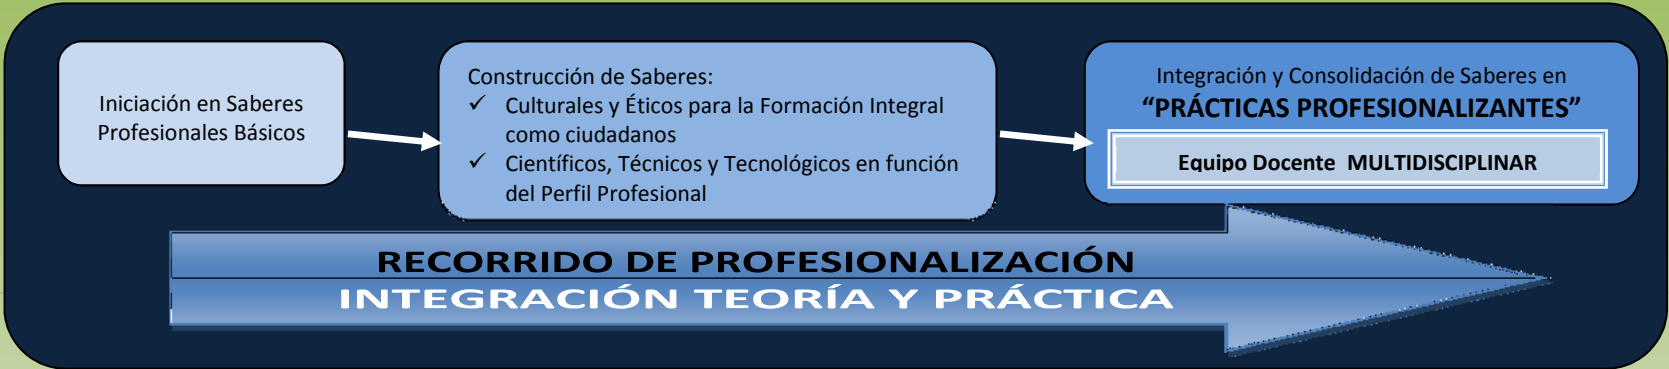 Iniciación en Saberes
Profesionales Básicos
Construcción de Saberes:
✓ Culturales y Éticos para la Formación Integral
como ciudadanos
✓ Científicos, Técnicos y Tecnológicos en función
del Perfil Profesional
Integración y Consolidación de Saberes en
“PRÁCTICAS PROFESIONALIZANTES”
Equipo Docente MULTIDISCIPLINAR
RECORRIDO DE PROFESIONALIZACIÓN
INTEGRACIÓN TEORÍA Y PRÁCTICA